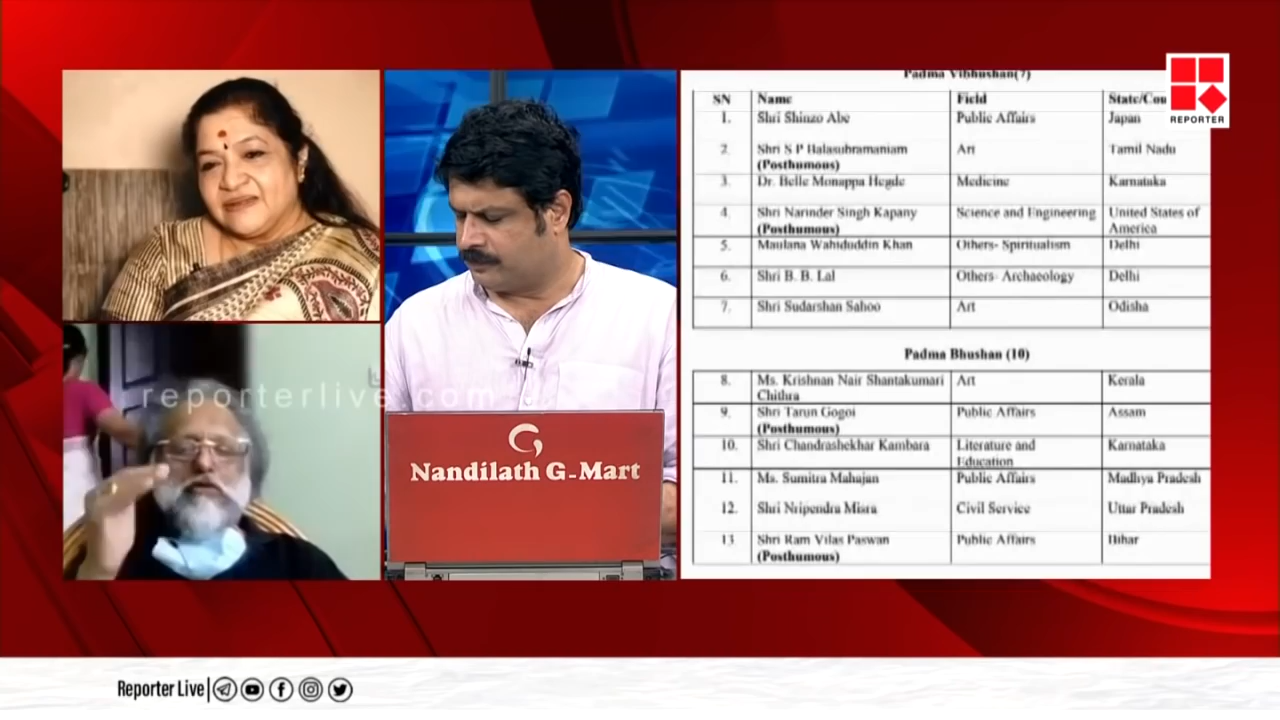 Padma Vibhushan(7)
SN Name Field State/Cou
1. Shri Shinzo Abe Public Affairs Japan
2. Shri S P Balasubramaniam Art Tamil Nadu
(Posthumous)
3. Dr. Belle Monappa Hegde Medicine Karnataka
4. Shri Narinder Singh Kapany Science and Engineering United States of
(Posthumous) America
5. Maulana Wahiduddin Khan Others- Spiritualism Delhi
6. Shri B. B. Lal Others- Archaeology Delhi
7. Shri Sudarshan Sahoo Art Odisha
Padma Bhushan (10)
8. Ms. Krishnan Nair Shantakumari Art Kerala
Chithra
9. Shri Tarun Gogoi Public Affairs Assam
(Posthumous)
10. Shri Chandrashekhar Kambara Literature and Karnataka
Education
11. Ms. Sumitra Mahajan Public Affairs Madhya Pradesh
12. Shri Nripendra Misra Civil Service Uttar Pradesh
13 Shri Ram Vilas Paswan Public Affairs Bihar
(Posthumous)
REPORTER
reporterlive.com
Nandilath G-Mart
Reporter Live